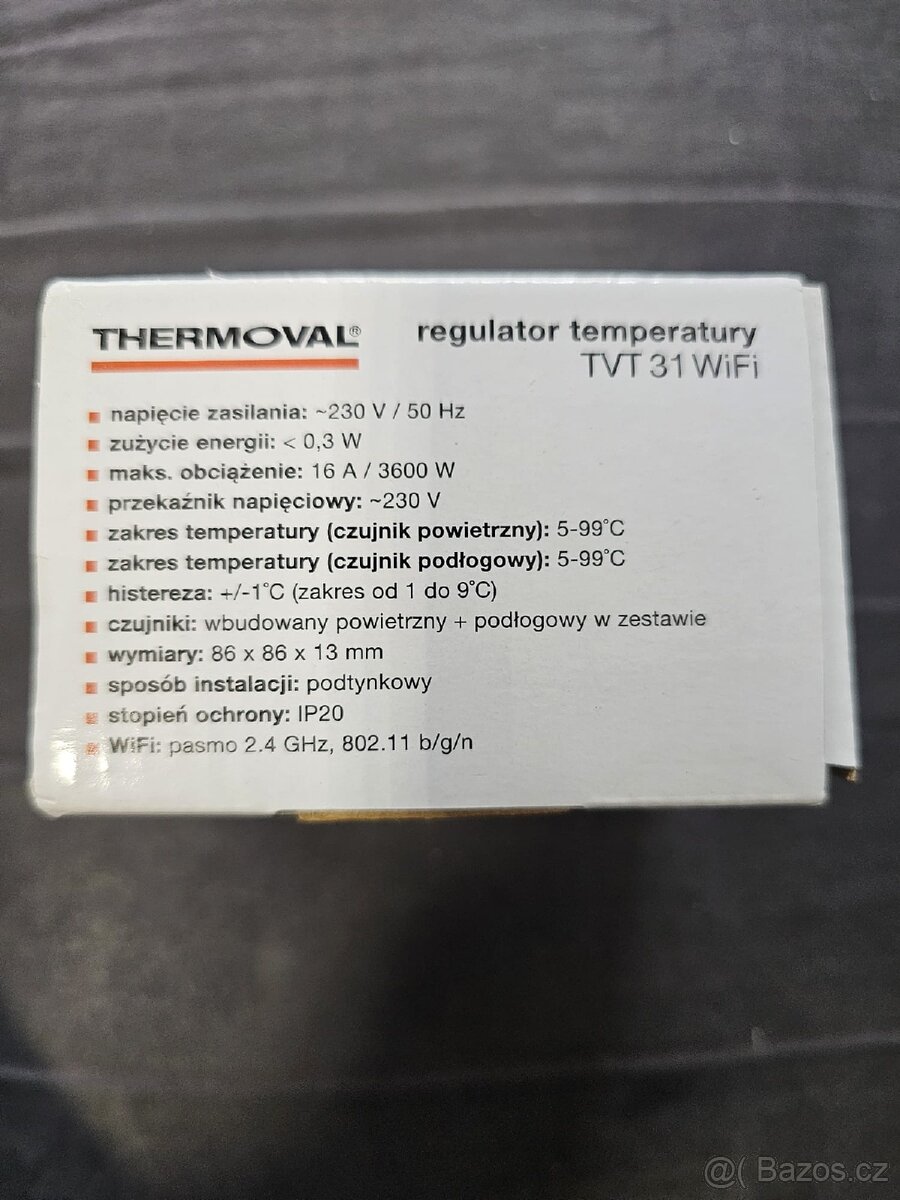 THERMOVAL®
regulator temperatury
TVT 31 WiFi
napięcie zasilania: ~230 V / 50 Hz
zużycie energii: < 0,3 W
maks. obciążenie: 16 A / 3600 W
przekaźnik napięciowy: ~230 V
zakres temperatury (czujnik powietrzny): 5-99°C
zakres temperatury (czujnik podłogowy): 5-99°C
histereza: +/-1°C (zakres od 1 do 9°C)
czujniki: wbudowany powietrzny + podłogowy w zestawie
wymiary: 86 x 86 x 13 mm
sposób instalacji: podtynkowy
stopień ochrony: IP20
WiFi: pasmo 2.4 GHz, 802.11 b/g/n
@( Bazos.cz